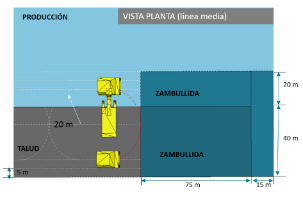 PRODUCCIÓN
VISTA PLANTA (línea media)
20 m
ZAMBULLIDA
20 m
TALUD
ZAMBULLIDA
40 m
5 m
75 m
15 m